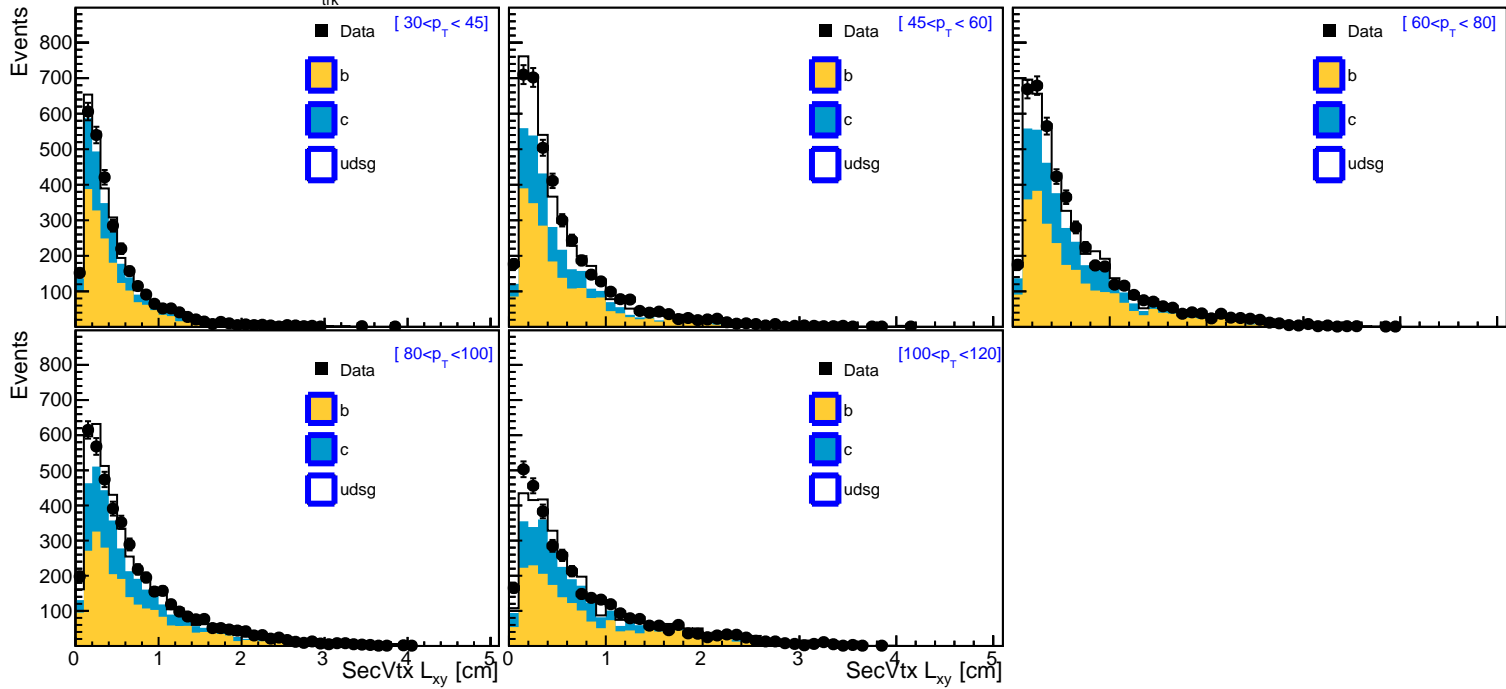 trk
Events
800
700
600
500
400
300
200
100
[ 30<p_T < 45]
Data
b
c
udsg
[ 45<p_T < 60]
Data
b
c
udsg
[ 60<p_T < 80]
Data
b
c
udsg
Events
800
700
600
500
400
300
200
100
0
[ 80<p_T <100]
Data
b
c
udsg
[100<p_T <120]
Data
b
c
udsg
0 1 2 3 4 5
SecVtx L_xy [cm]
0 1 2 3 4 5
SecVtx L_xy [cm]